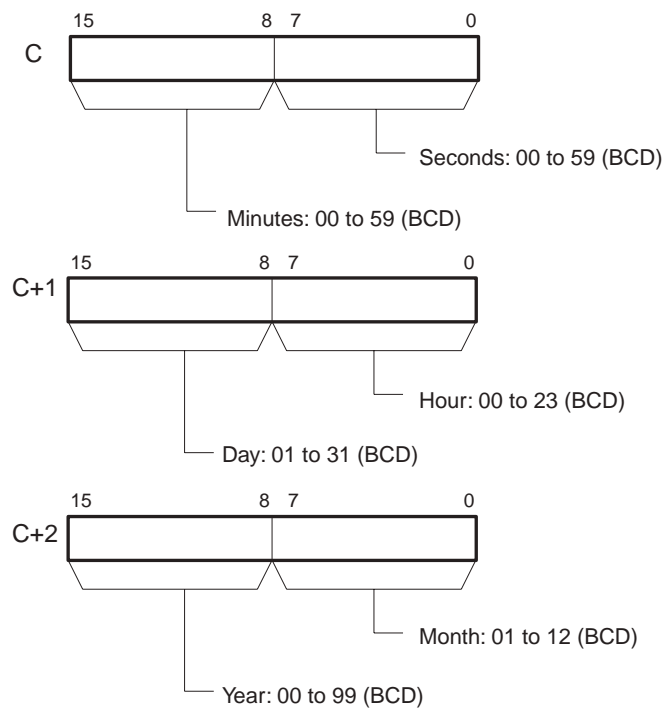 15 8 7 0
C
Seconds: 00 to 59 (BCD)
Minutes: 00 to 59 (BCD)
15 8 7 0
C+1
Hour: 00 to 23 (BCD)
Day: 01 to 31 (BCD)
15 8 7 0
C+2
Month: 01 to 12 (BCD)
Year: 00 to 99 (BCD)